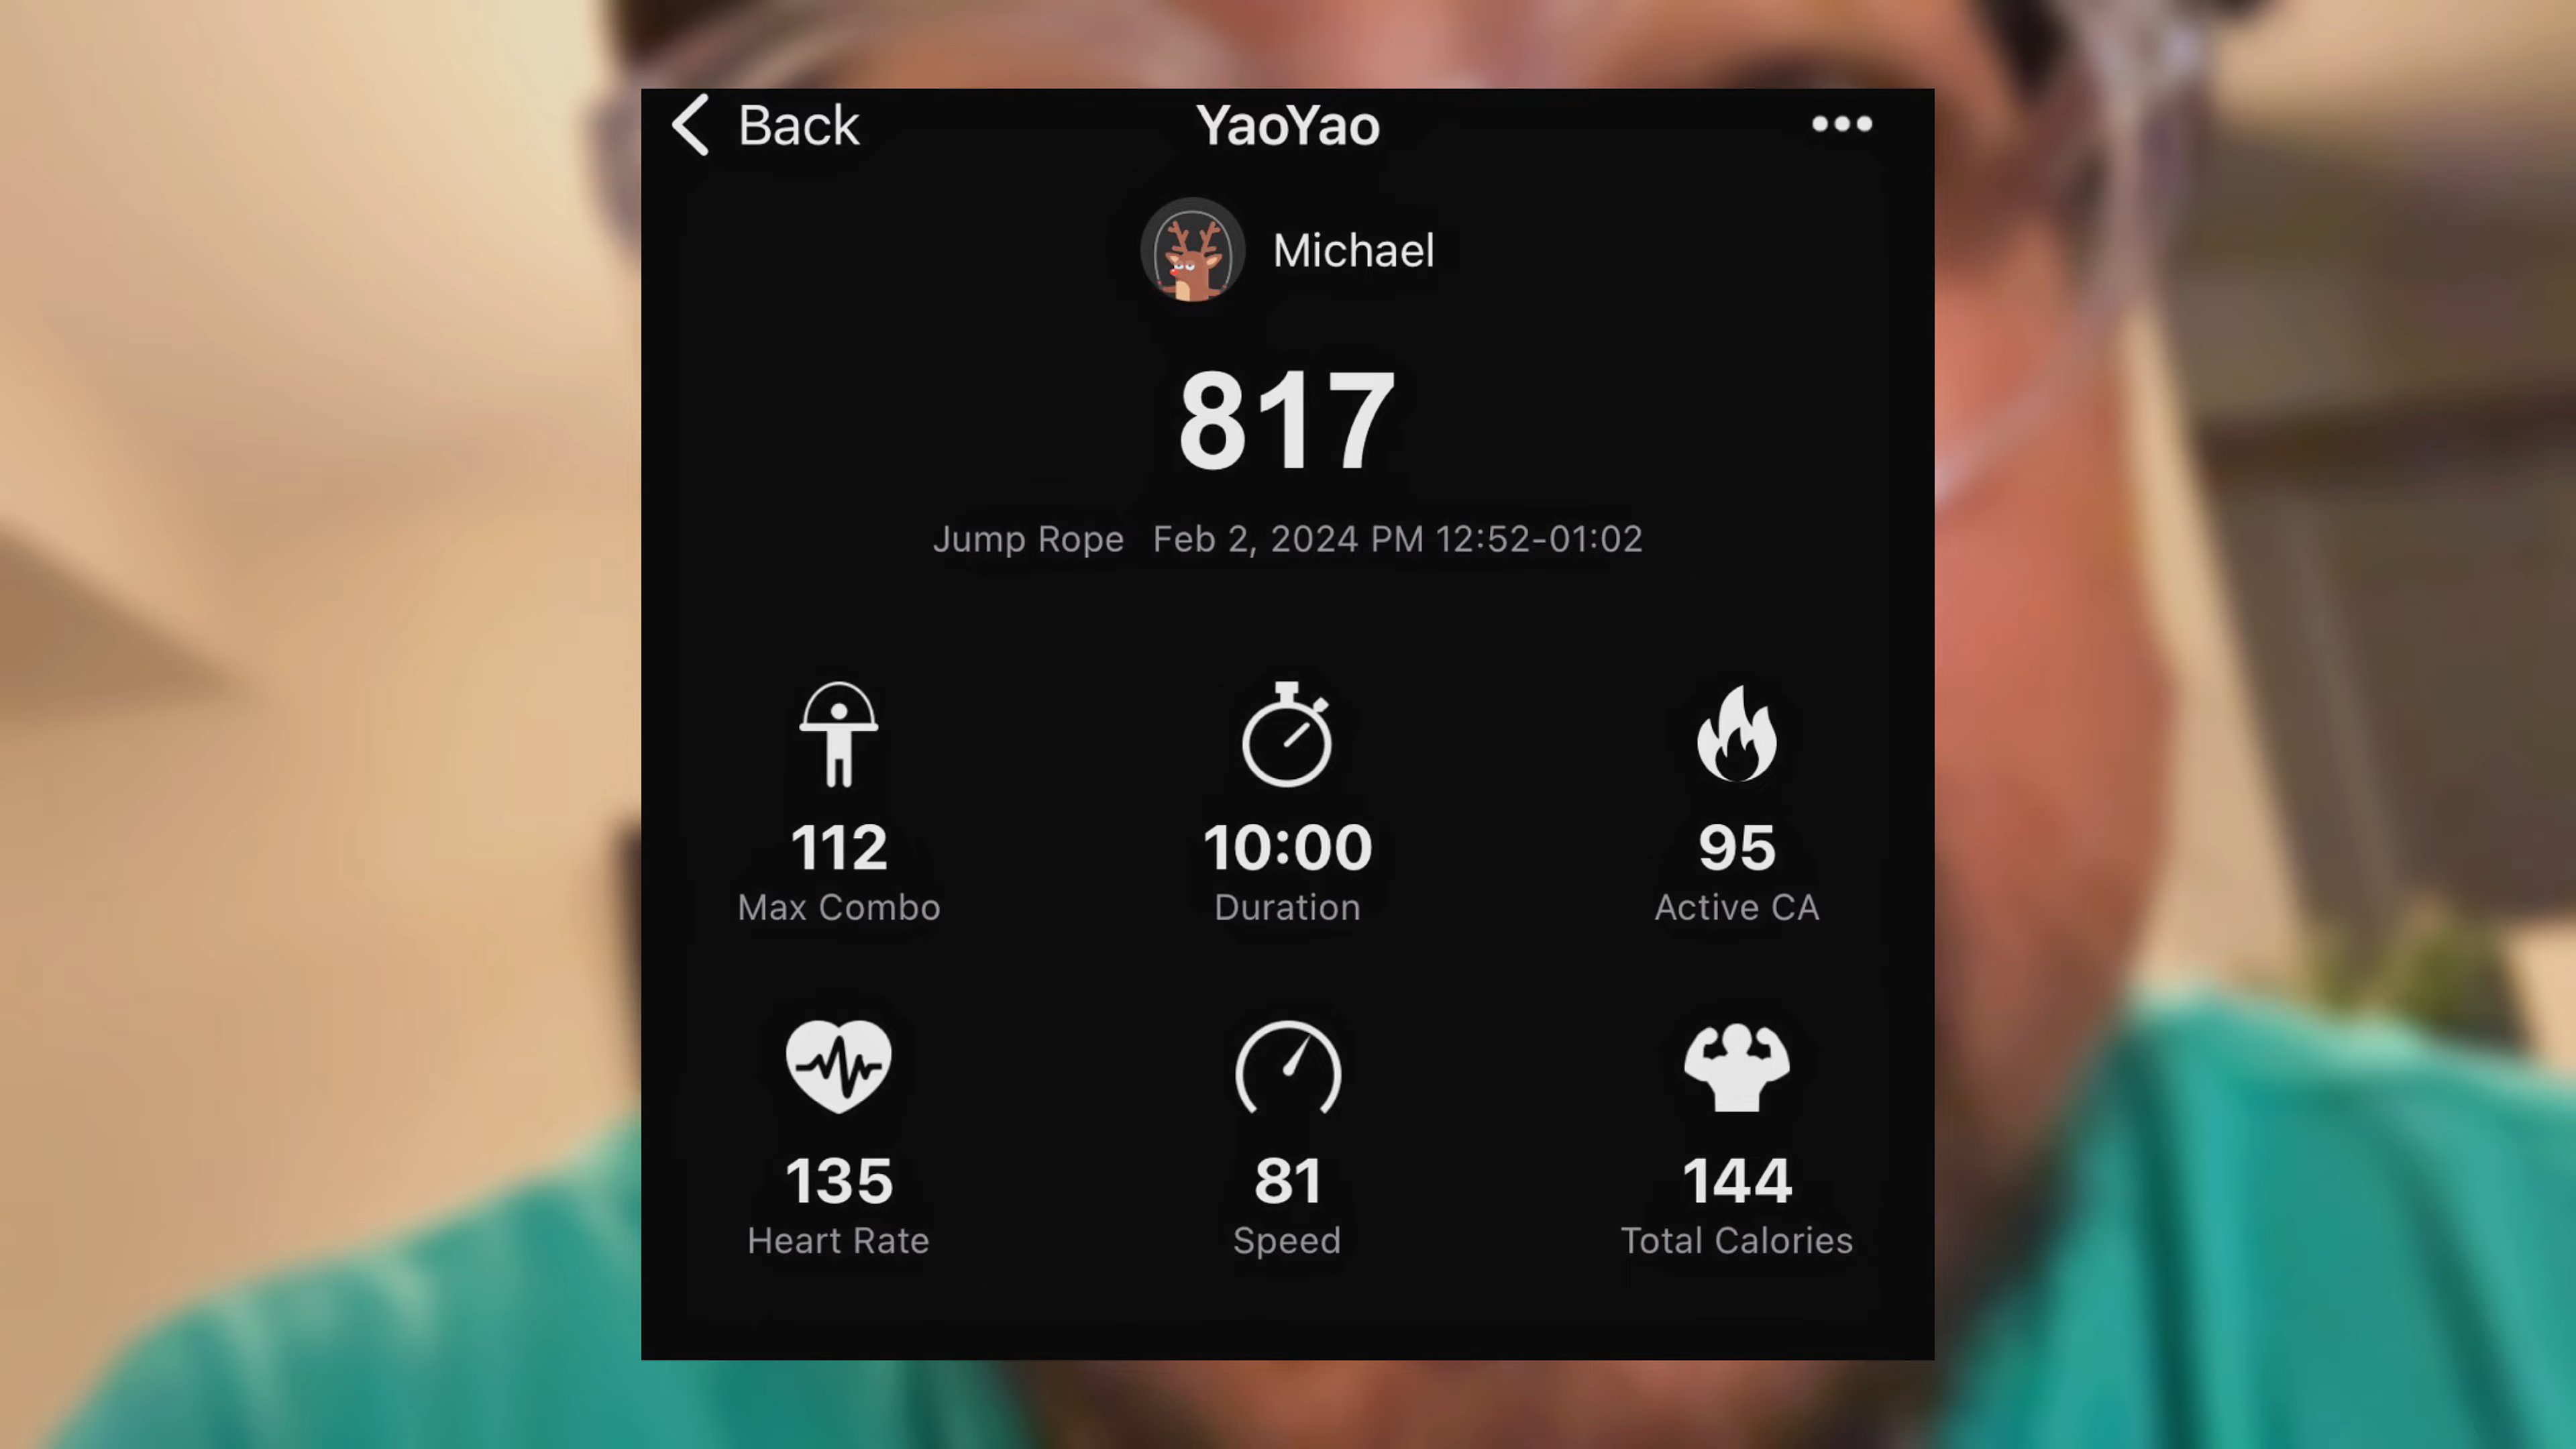 Back YaoYao
Michael
817
Jump Rope Feb 2, 2024 PM 12:52-01:02
112 10:00 95
Max Combo Duration Active CA
135 81 144
Heart Rate Speed Total Calories